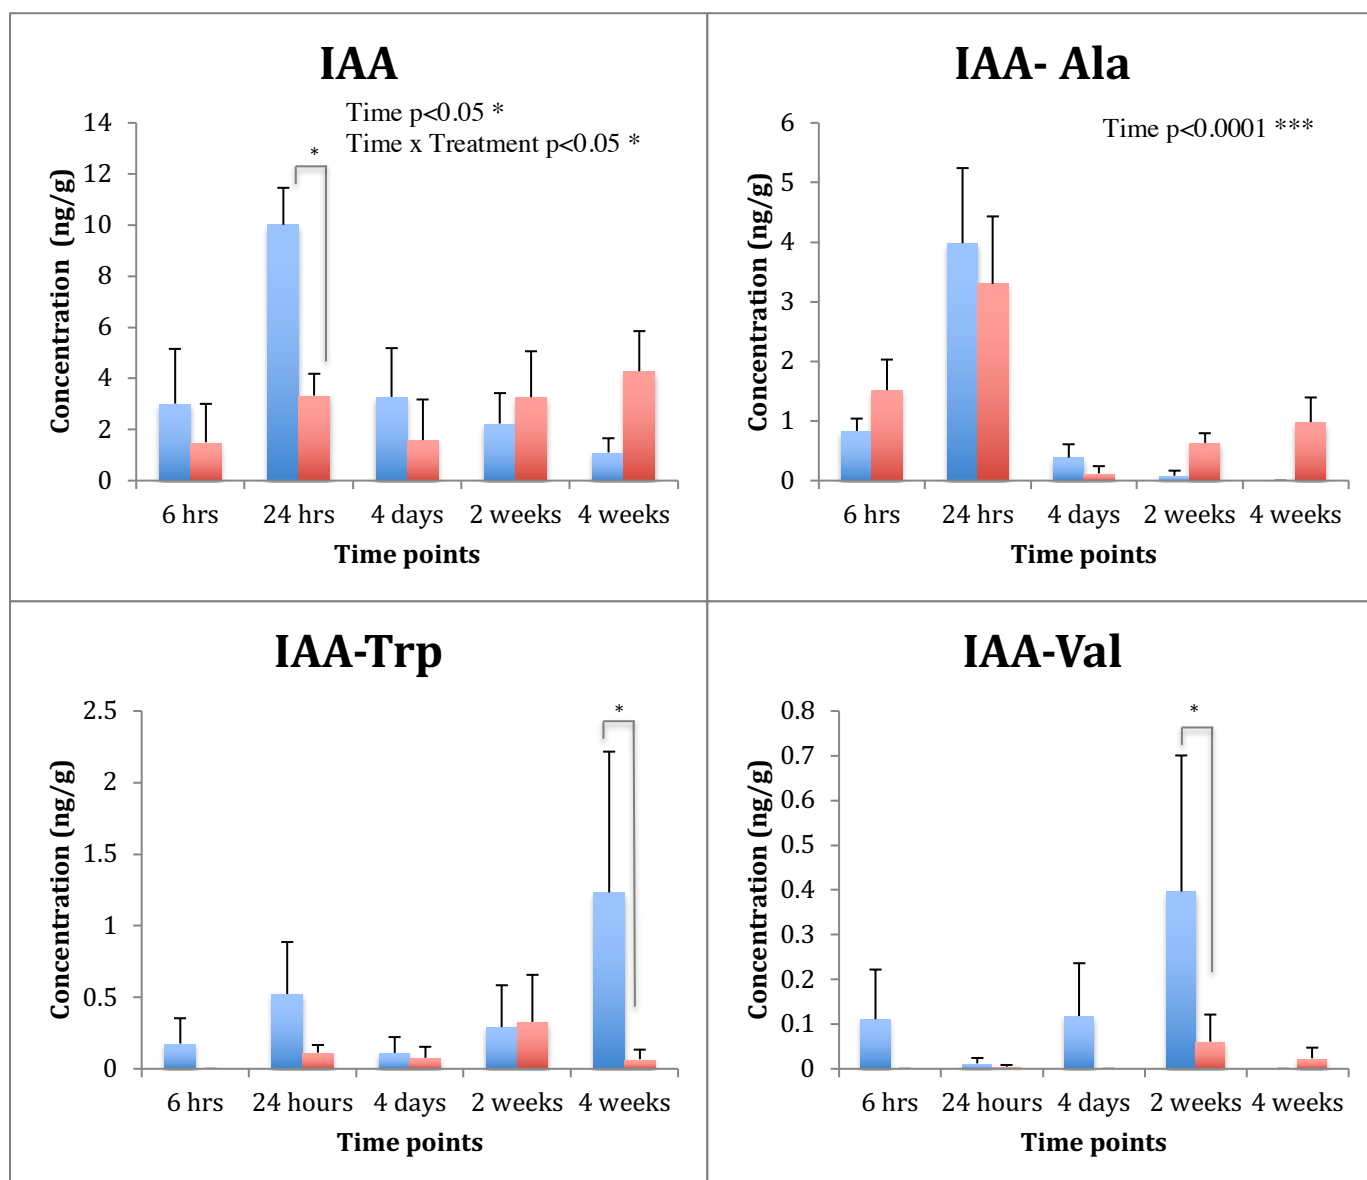 IAA
Time p<0.05 *
Time x Treatment p<0.05 *
*
Concentration (ng/g)
14
12
10
8
6
4
2
0
6 hrs 24 hrs 4 days 2 weeks 4 weeks
Time points
IAA- Ala
Time p<0.0001 ***
Concentration (ng/g)
6
5
4
3
2
1
0
6 hrs 24 hrs 4 days 2 weeks 4 weeks
Time points
IAA-Trp
*
Concentration (ng/g)
2.5
2
1.5
1
0.5
0
6 hrs 24 hours 4 days 2 weeks 4 weeks
Time points
IAA-Val
*
Concentration (ng/g)
0.8
0.7
0.6
0.5
0.4
0.3
0.2
0.1
0
6 hrs 24 hours 4 days 2 weeks 4 weeks
Time points